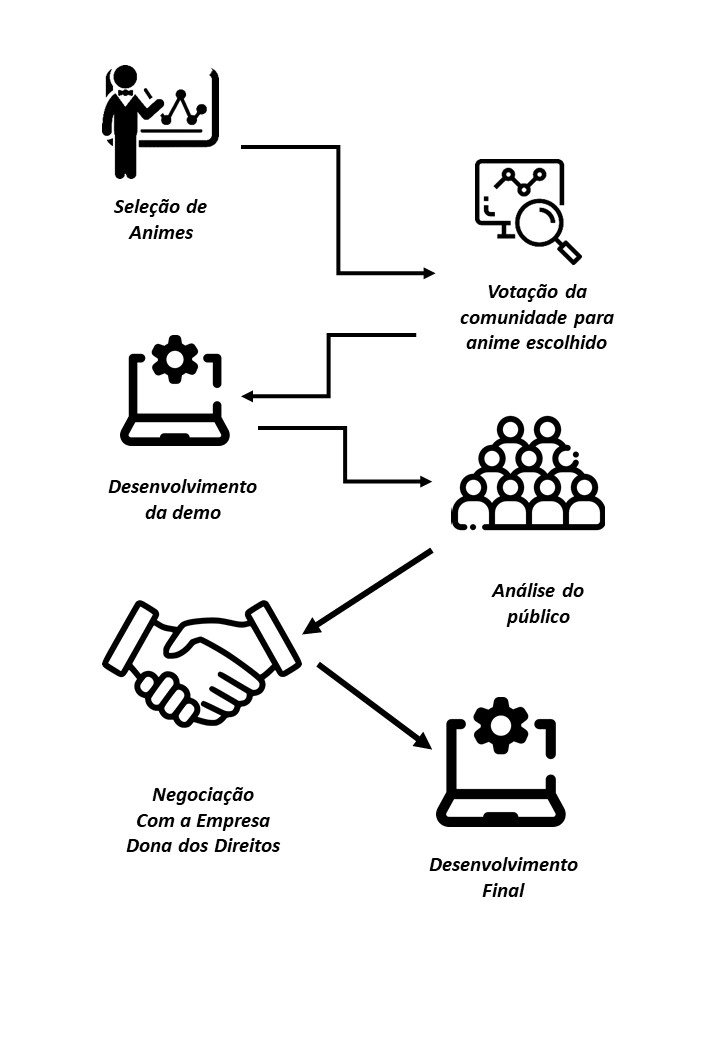 Seleção de
Animes
Votação da
comunidade para
anime escolhido
Desenvolvimento
da demo
Análise do
público
Negociação
Com a Empresa
Dona dos Direitos
Desenvolvimento
Final